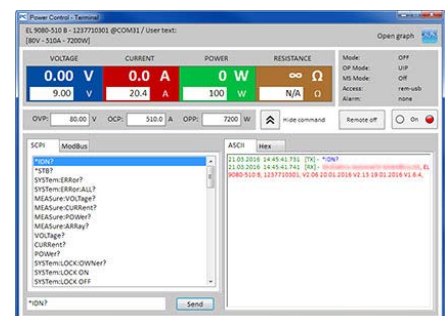 Power Control - Terminal
EL 9080-510 B - 1237710301 @COM31 / User text:
[80V - 510A - 7200W]
Open graph
VOLTAGE CURRENT POWER RESISTANCE
0.00 V 0.0 A 0 W ∞ Ω
9.00 V 20.4 A 100 W N/A Ω
Mode: OFF
OP Mode: UIP
MS Mode: Off
Access: rem-usb
Alarm: none
OVP: 80.00 V OCP: 510.0 A OPP: 7200 W Hide command Remote off On
SCPI ModBus
*IDN?
*STB?
SYSTem:ERRor?
SYSTem:ERRor:ALL?
MEASure:VOLTage?
MEASure:CURRent?
MEASure:POWer?
MEASure:ARRay?
VOLTage?
CURRent?
POWer?
SYSTem:LOCK:OWNer?
SYSTem:LOCK ON
SYSTem:LOCK OFF
*IDN? Send
ASCII Hex
21.03.2016 14:45:41.731 [TX] - *IDN?
21.03.2016 14:45:41.741 [RX] - EL
9080-510 B, 1237710301, V2.06 20.01.2016 V2.13 19.01.2016 V1.6.4,